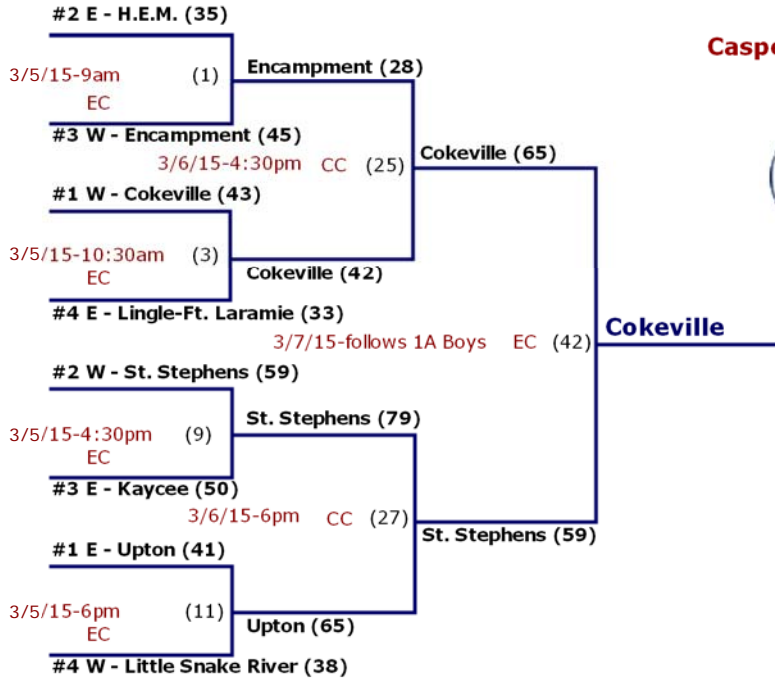 #2 E - H.E.M. (35)
3/5/15-9am (1)
EC
Encampment (28)
#3 W - Encampment (45)
3/6/15-4:30pm CC (25)
Cokeville (65)
#1 W - Cokeville (43)
3/5/15-10:30am (3)
EC
Cokeville (42)
#4 E - Lingle-Ft. Laramie (33)
3/7/15-follows 1A Boys EC (42)
Cokeville
#2 W - St. Stephens (59)
3/5/15-4:30pm (9)
EC
St. Stephens (79)
#3 E - Kaycee (50)
3/6/15-6pm CC (27)
St. Stephens (59)
#1 E - Upton (41)
3/5/15-6pm (11)
EC
Upton (65)
#4 W - Little Snake River (38)